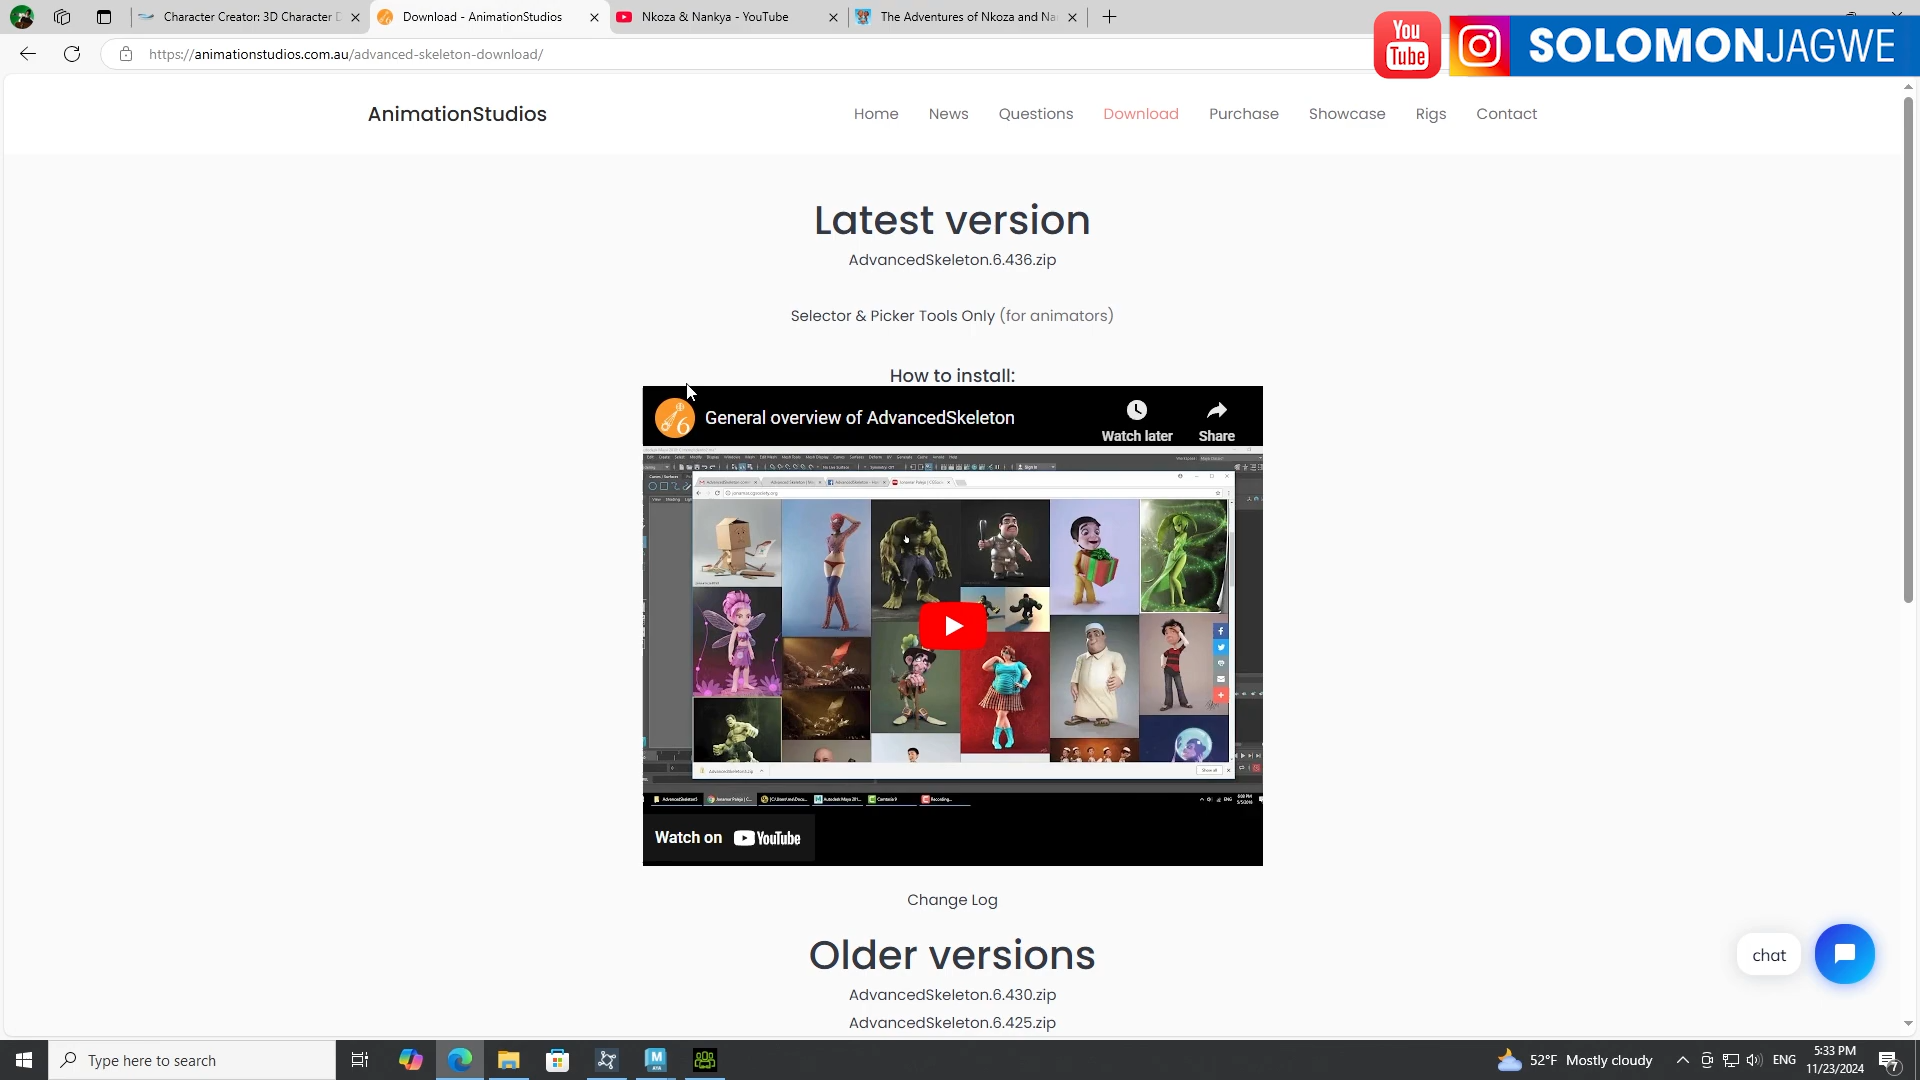 Character Creator: 3D Character D
Download - AnimationStudios
Nkoza & Nankya - YouTube
The Adventures of Nkoza and Na
https://animationstudios.com.au/advanced-skeleton-download/
You
Tube
SOLOMONJAGWE
AnimationStudios
Home
News
Questions
Download
Purchase
Showcase
Rigs
Contact
Latest version
AdvancedSkeleton.6.436.zip
Selector & Picker Tools Only (for animators)
How to install:
6
General overview of AdvancedSkeleton
Watch later
Share
Watch on YouTube
Change Log
Older versions
AdvancedSkeleton.6.430.zip
AdvancedSkeleton.6.425.zip
chat
Type here to search
52°F Mostly cloudy
ENG
5:33 PM
11/23/2024
7